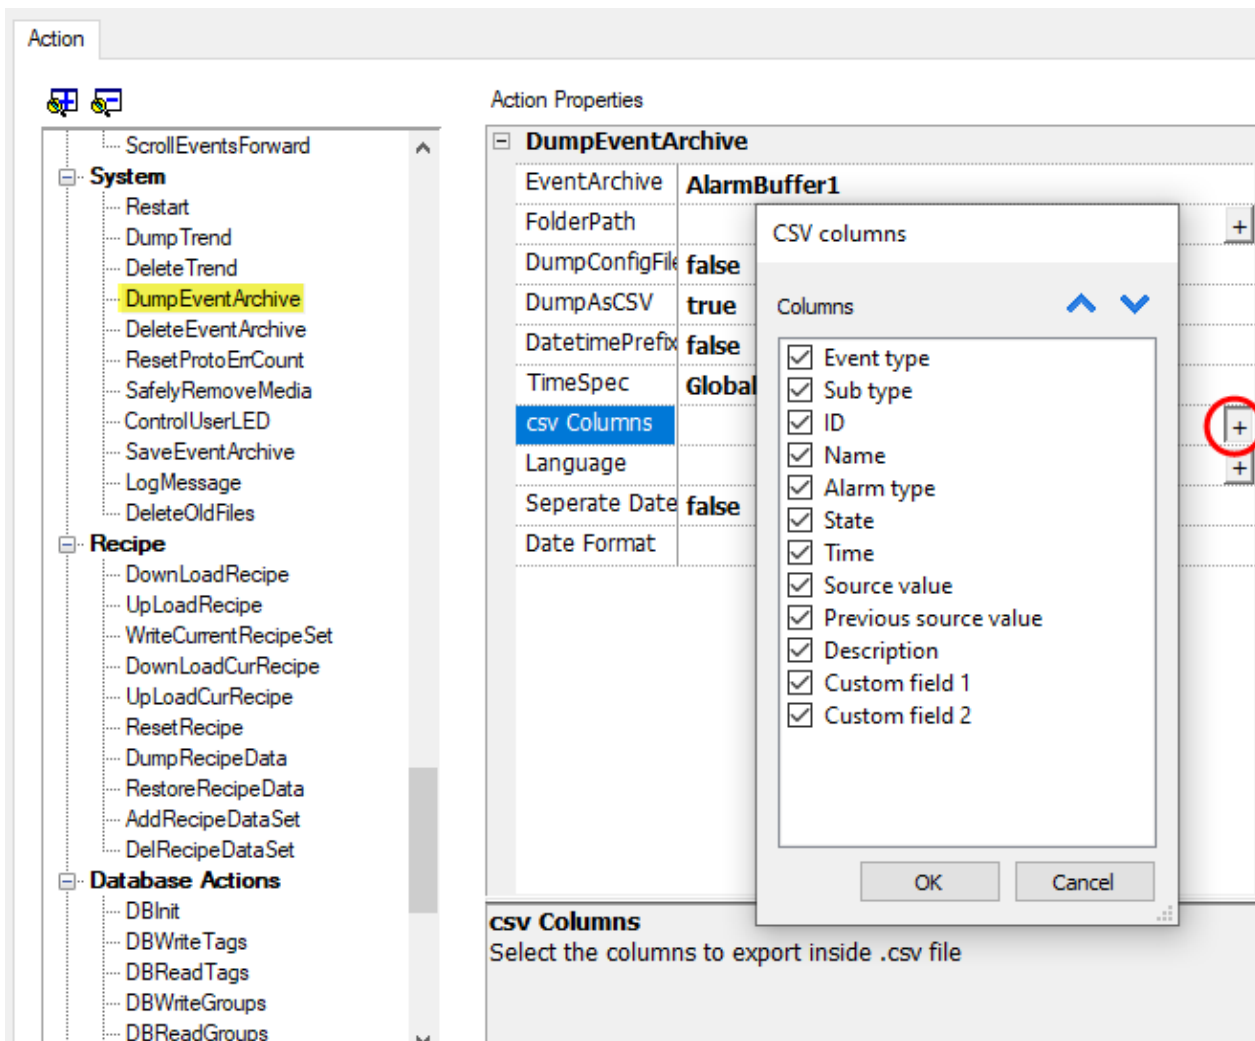 Action
ScrollEventsForward
System
Restart
DumpTrend
DeleteTrend
DumpEventArchive
DeleteEventArchive
ResetProtoErrCount
SafelyRemoveMedia
ControlUserLED
SaveEventArchive
LogMessage
DeleteOldFiles
Recipe
DownLoadRecipe
UpLoadRecipe
WriteCurrentRecipeSet
DownLoadCurRecipe
UpLoadCurRecipe
ResetRecipe
DumpRecipeData
RestoreRecipeData
AddRecipeDataSet
DelRecipeDataSet
Database Actions
DBInit
DBWriteTags
DBReadTags
DBWriteGroups
DBReadGroups
Action Properties
DumpEventArchive
EventArchive AlarmBuffer1
FolderPath +
DumpConfigFile false
DumpAsCSV true
DatetimePrefix false
TimeSpec Global
csv Columns +
Language +
Seperate Date false
Date Format
CSV columns
Columns
Event type
Sub type
ID
Name
Alarm type
State
Time
Source value
Previous source value
Description
Custom field 1
Custom field 2
OK Cancel
csv Columns
Select the columns to export inside .csv file